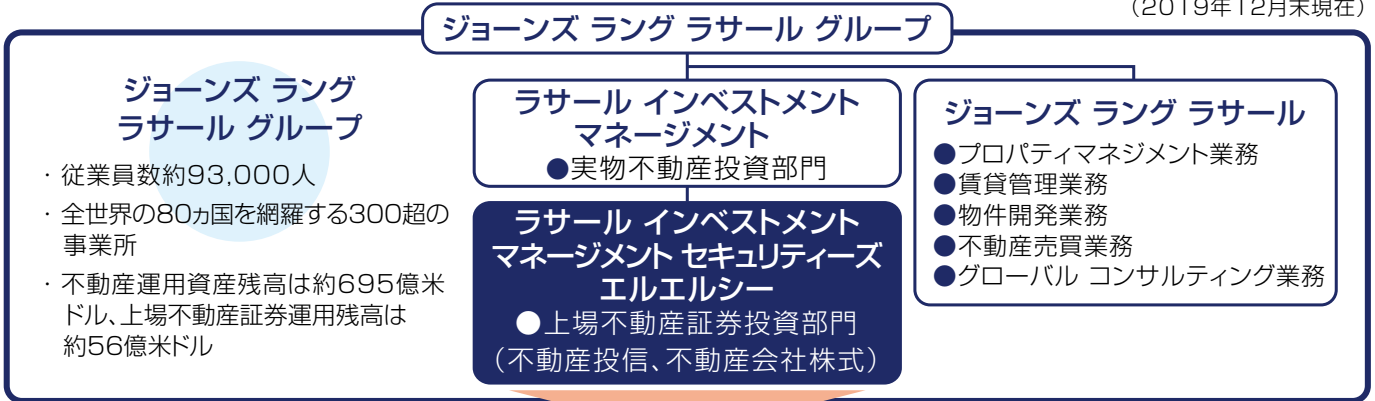 (2019年12月末現在)
ジョーンズ ラング ラサール グループ
ジョーンズ ラング
ラサール グループ
・従業員数約93,000人
・全世界の80ヵ国を網羅する300超の
事業所
・不動産運用資産残高は約695億米
ドル、上場不動産証券運用残高は
約56億米ドル
ラサール インベストメント
マネージメント
●実物不動産投資部門
ラサール インベストメント
マネージメント セキュリティーズ
エルエルシー
●上場不動産証券投資部門
(不動産投信、不動産会社株式)
ジョーンズ ラング ラサール
●プロパティマネジメント業務
●賃貸管理業務
●物件開発業務
●不動産売買業務
●グローバル コンサルティング業務